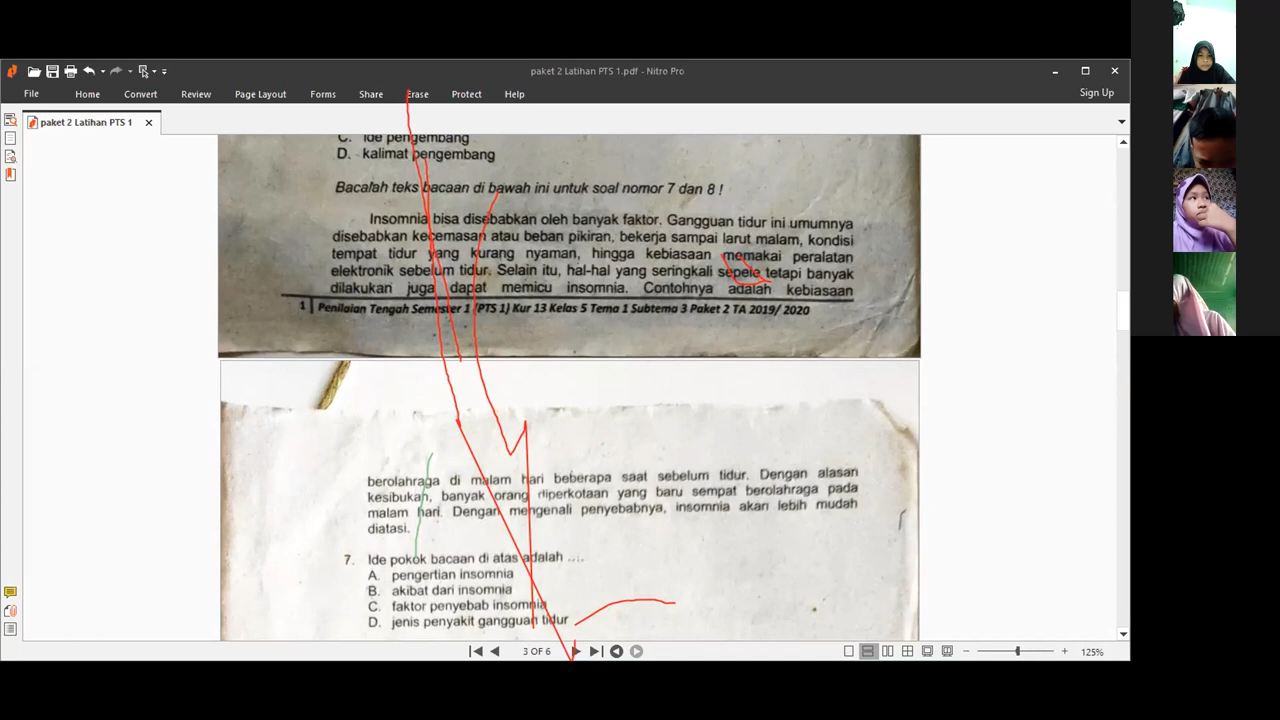 paket 2 Latihan PTS 1.pdf - Nitro Pro
File Home Convert Review Page Layout Forms Share Erase Protect Help Sign Up
paket 2 Latihan PTS 1
C. ide pengembang
D. kalimat pengembang
Bacalah teks bacaan di bawah ini untuk soal nomor 7 dan 8 !
Insomnia bisa disebabkan oleh banyak faktor. Gangguan tidur ini umumnya
disebabkan kecemasan atau beban pikiran, bekerja sampai larut malam, kondisi
tempat tidur yang kurang nyaman, hingga kebiasaan memakai peralatan
elektronik sebelum tidur. Selain itu, hal-hal yang seringkali sepele tetapi banyak
dilakukan juga dapat memicu insomnia. Contohnya adalah kebiasaan
1 Penilaian Tengah Semester 1 (PTS 1) Kur 13 Kelas 5 Tema 1 Subtema 3 Paket 2 TA 2019/ 2020
berolahraga di malam hari beberapa saat sebelum tidur. Dengan alasan
kesibukan, banyak orang diperkotaan yang baru sempat berolahraga pada
malam hari. Dengan mengenali penyebabnya, insomnia akan lebih mudah
diatasi.
7. Ide pokok bacaan di atas adalah ....
A. pengertian insomnia
B. akibat dari insomnia
C. faktor penyebab insomnia
D. jenis penyakit gangguan tidur
3 OF 6
125%